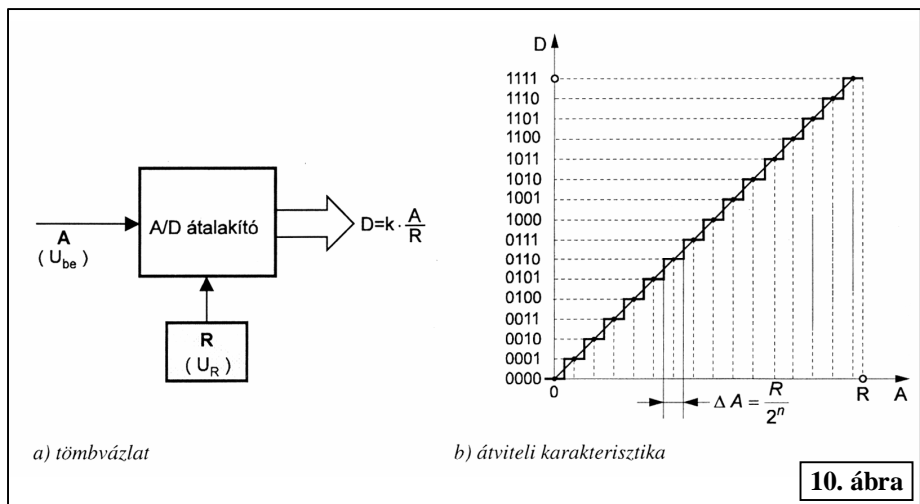 A
(U_be)
A/D átalakító
D=k · A/R
R
(U_R)
a) tömbvázlat
D
1111
1110
1101
1100
1011
1010
1001
1000
0111
0110
0101
0100
0011
0010
0001
0000
0
R
A
ΔA = R/2^n
b) átviteli karakterisztika
10. ábra